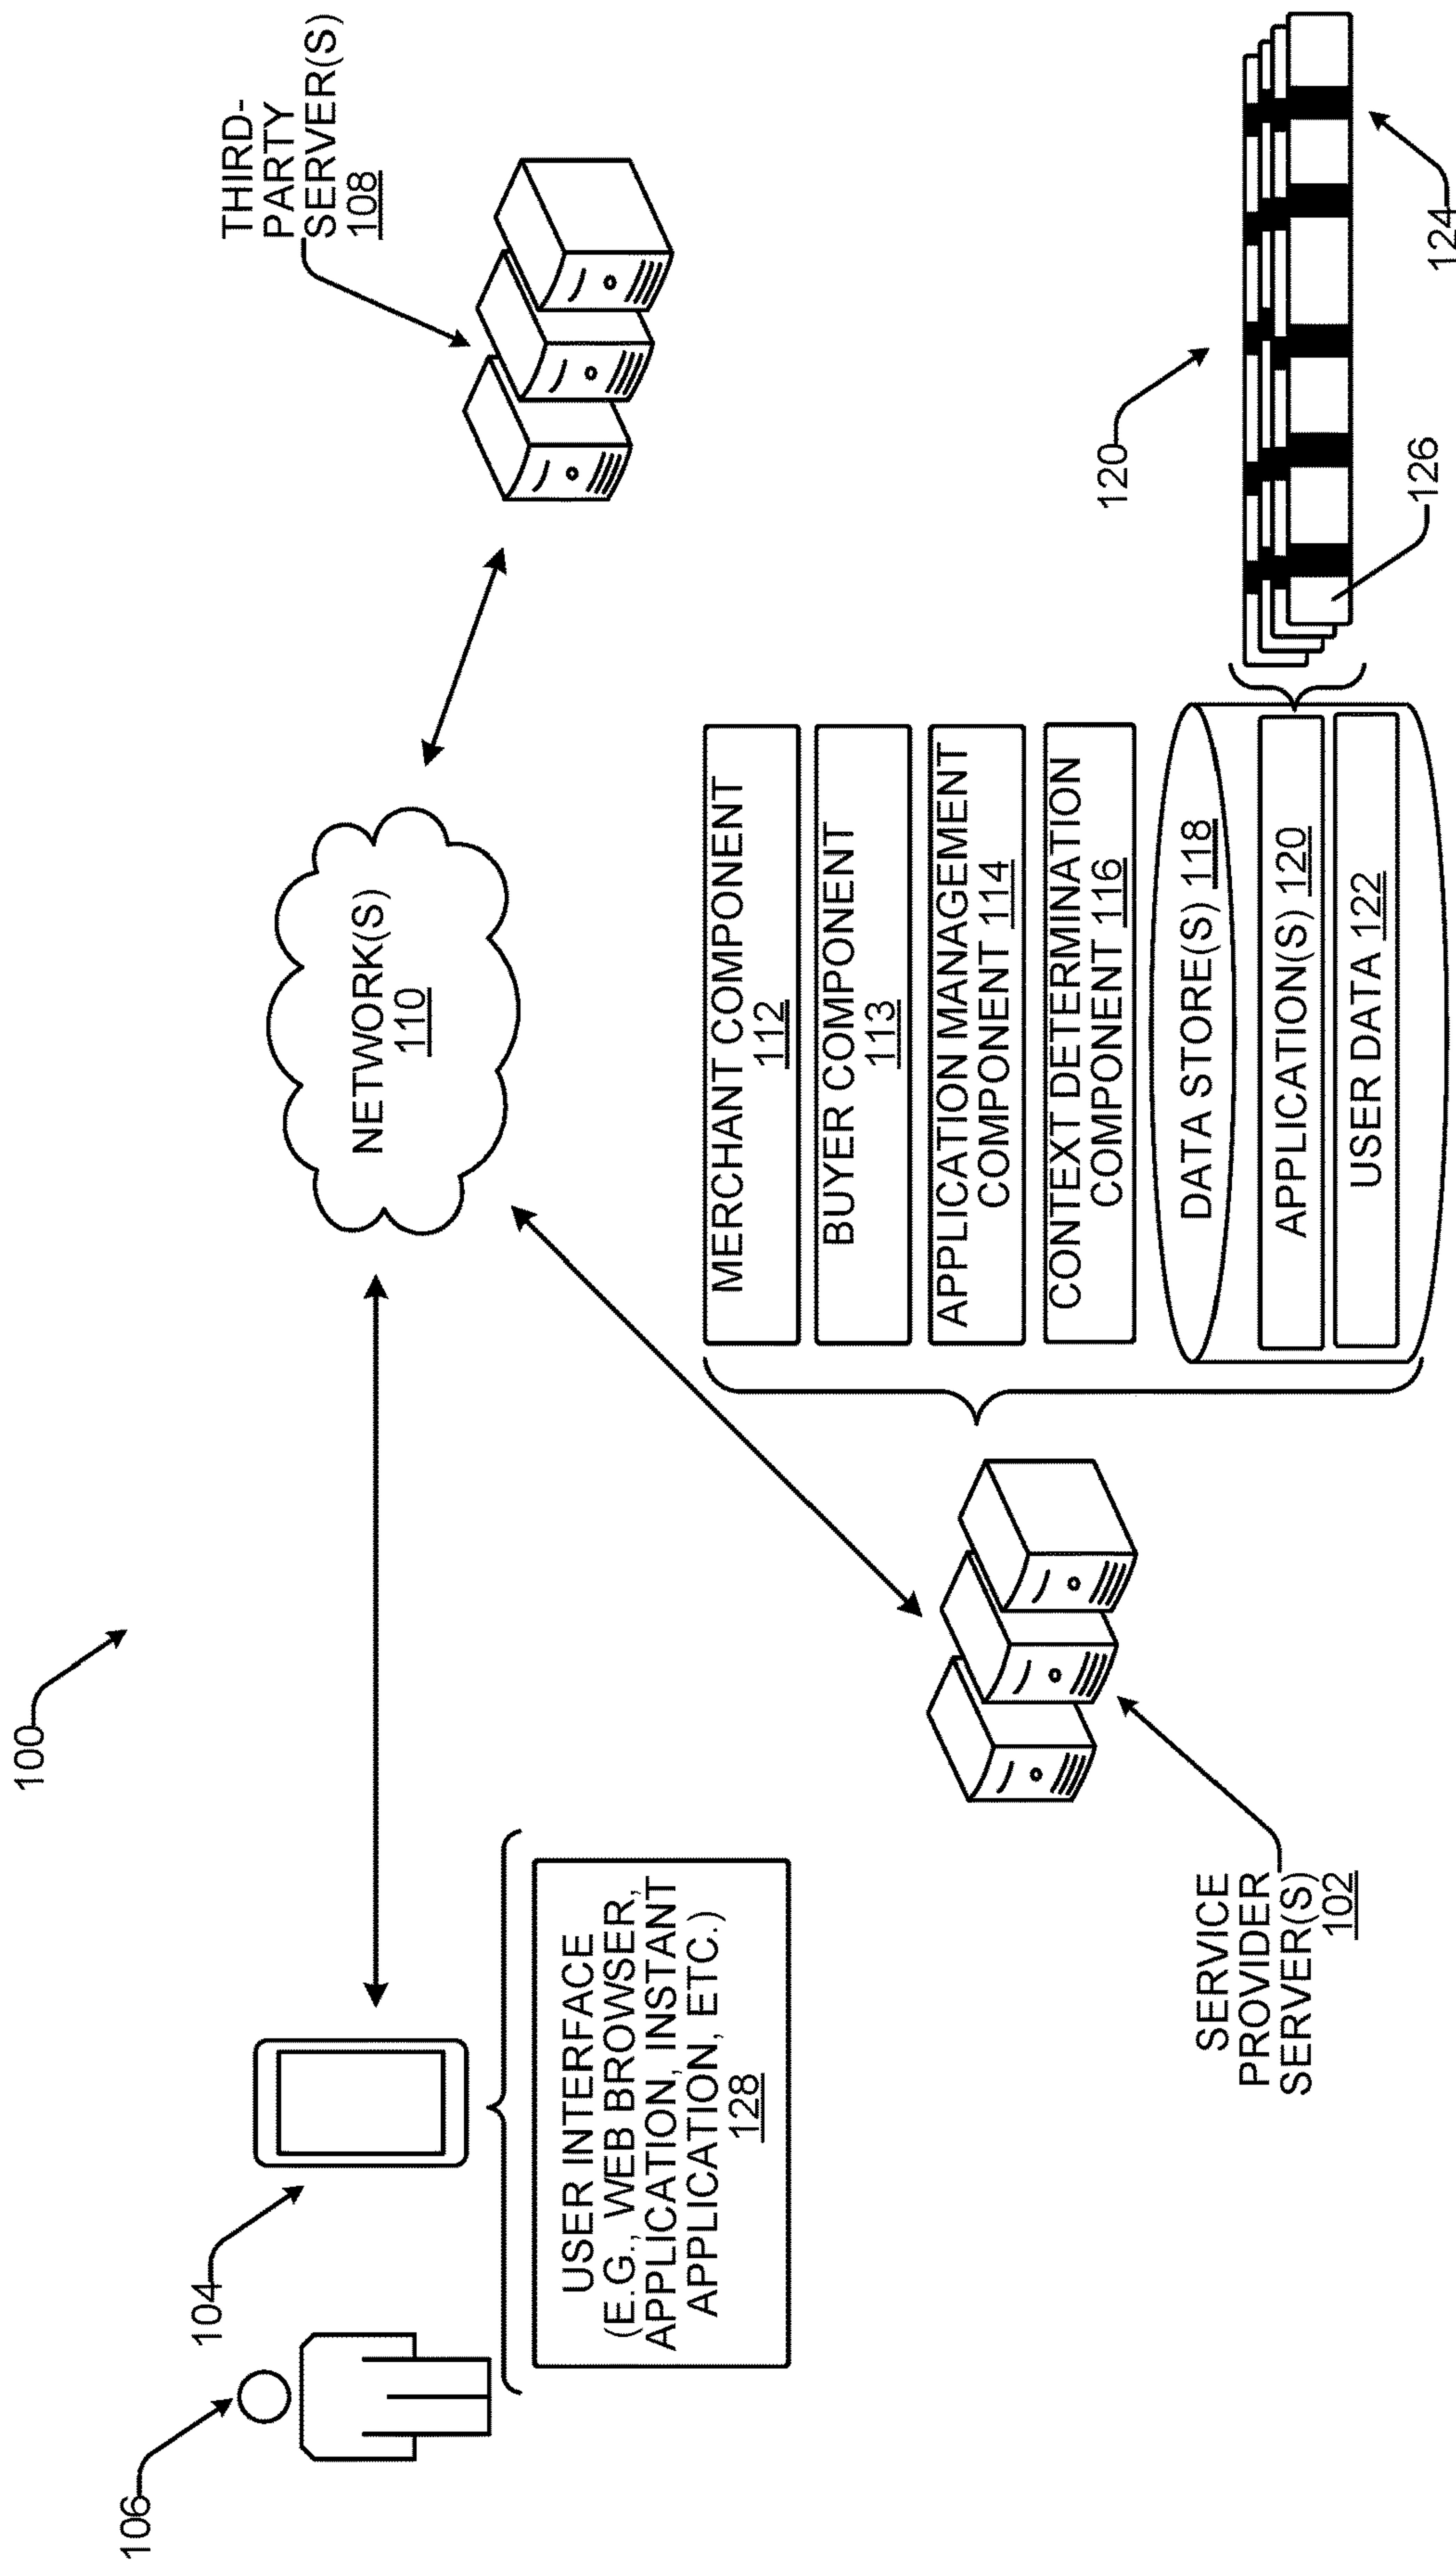 100
106
104
USER INTERFACE
(E.G., WEB BROWSER,
APPLICATION, INSTANT
APPLICATION, ETC.)
128
NETWORK(S)
110
THIRD-
PARTY
SERVER(S)
108
SERVICE
PROVIDER
SERVER(S)
102
MERCHANT COMPONENT
112
BUYER COMPONENT
113
APPLICATION MANAGEMENT
COMPONENT 114
CONTEXT DETERMINATION
COMPONENT 116
DATA STORE(S) 118
APPLICATION(S) 120
USER DATA 122
120
126
124